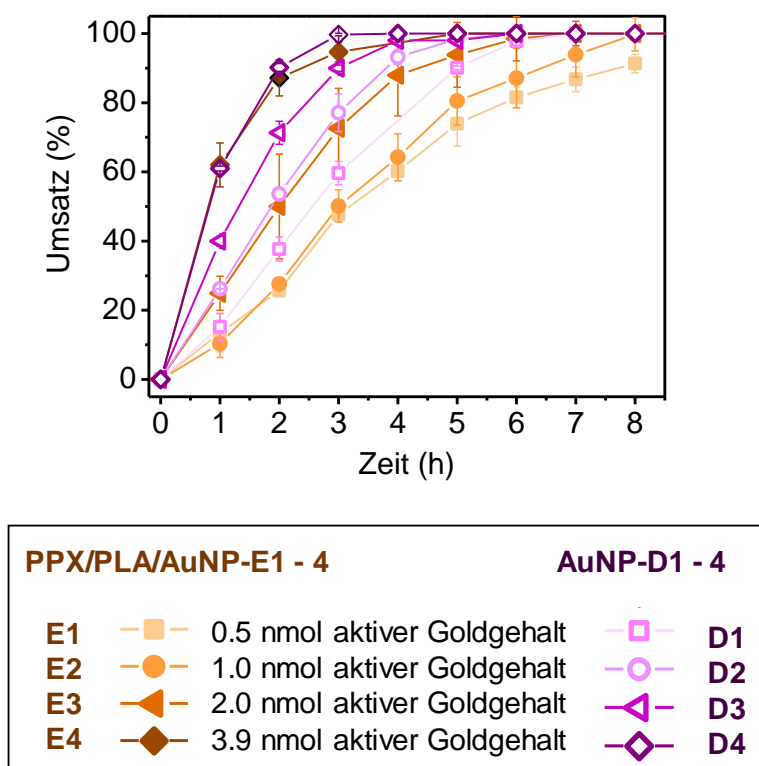 100
80
60
40
20
0
Umsatz (%)
0 1 2 3 4 5 6 7 8
Zeit (h)
PPX/PLA/AuNP-E1 - 4 AuNP-D1 - 4
E1 0.5 nmol aktiver Goldgehalt D1
E2 1.0 nmol aktiver Goldgehalt D2
E3 2.0 nmol aktiver Goldgehalt D3
E4 3.9 nmol aktiver Goldgehalt D4